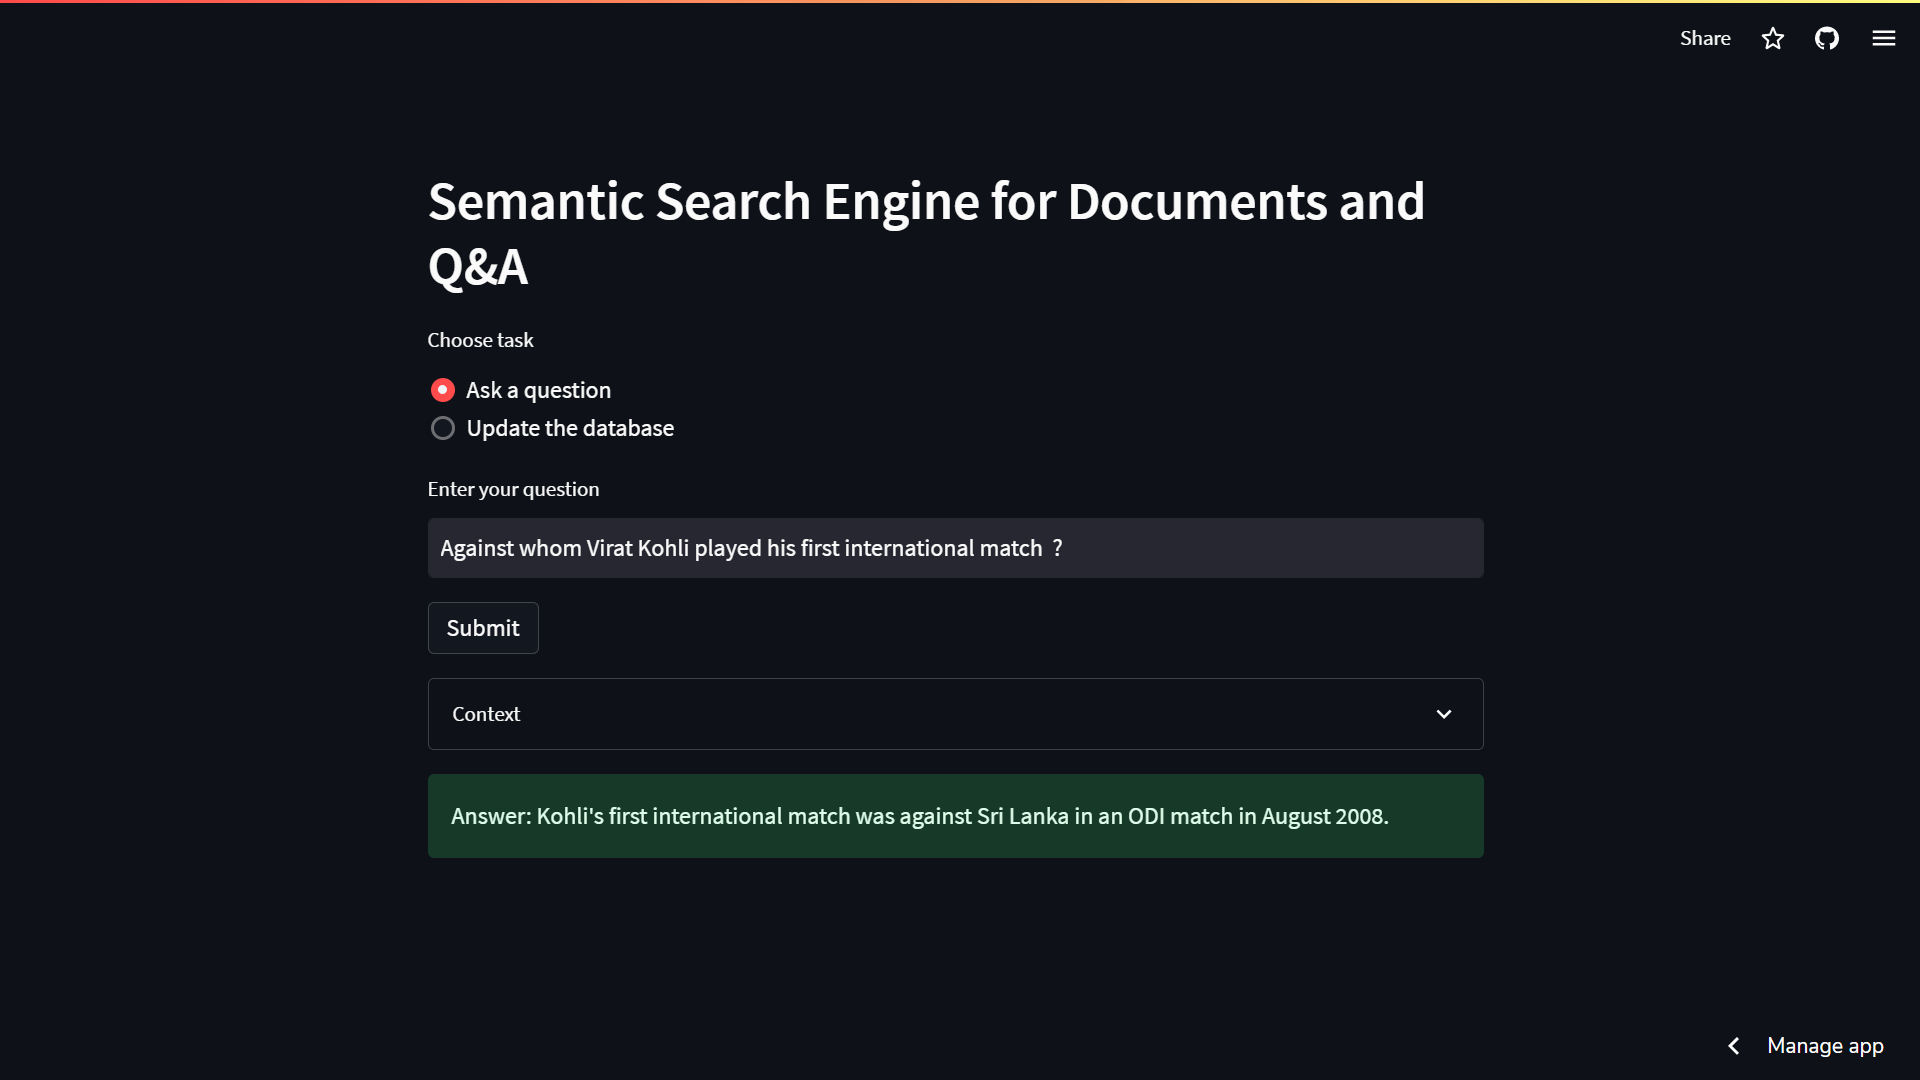 Share
Semantic Search Engine for Documents and
Q&A
Choose task
Ask a question
Update the database
Enter your question
Against whom Virat Kohli played his first international match  ?
Submit
Context
Answer: Kohli's first international match was against Sri Lanka in an ODI match in August 2008.
Manage app